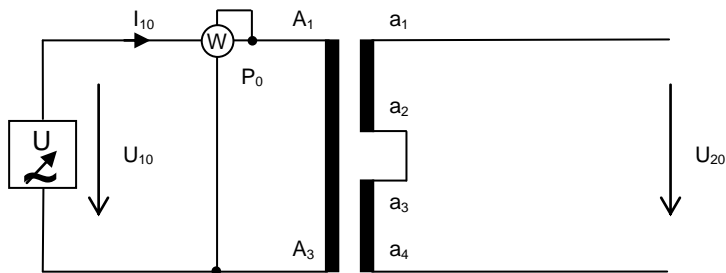 I₁₀
W
A₁
a₁
P₀
a₂
U
U₁₀
U₂₀
A₃
a₃
a₄